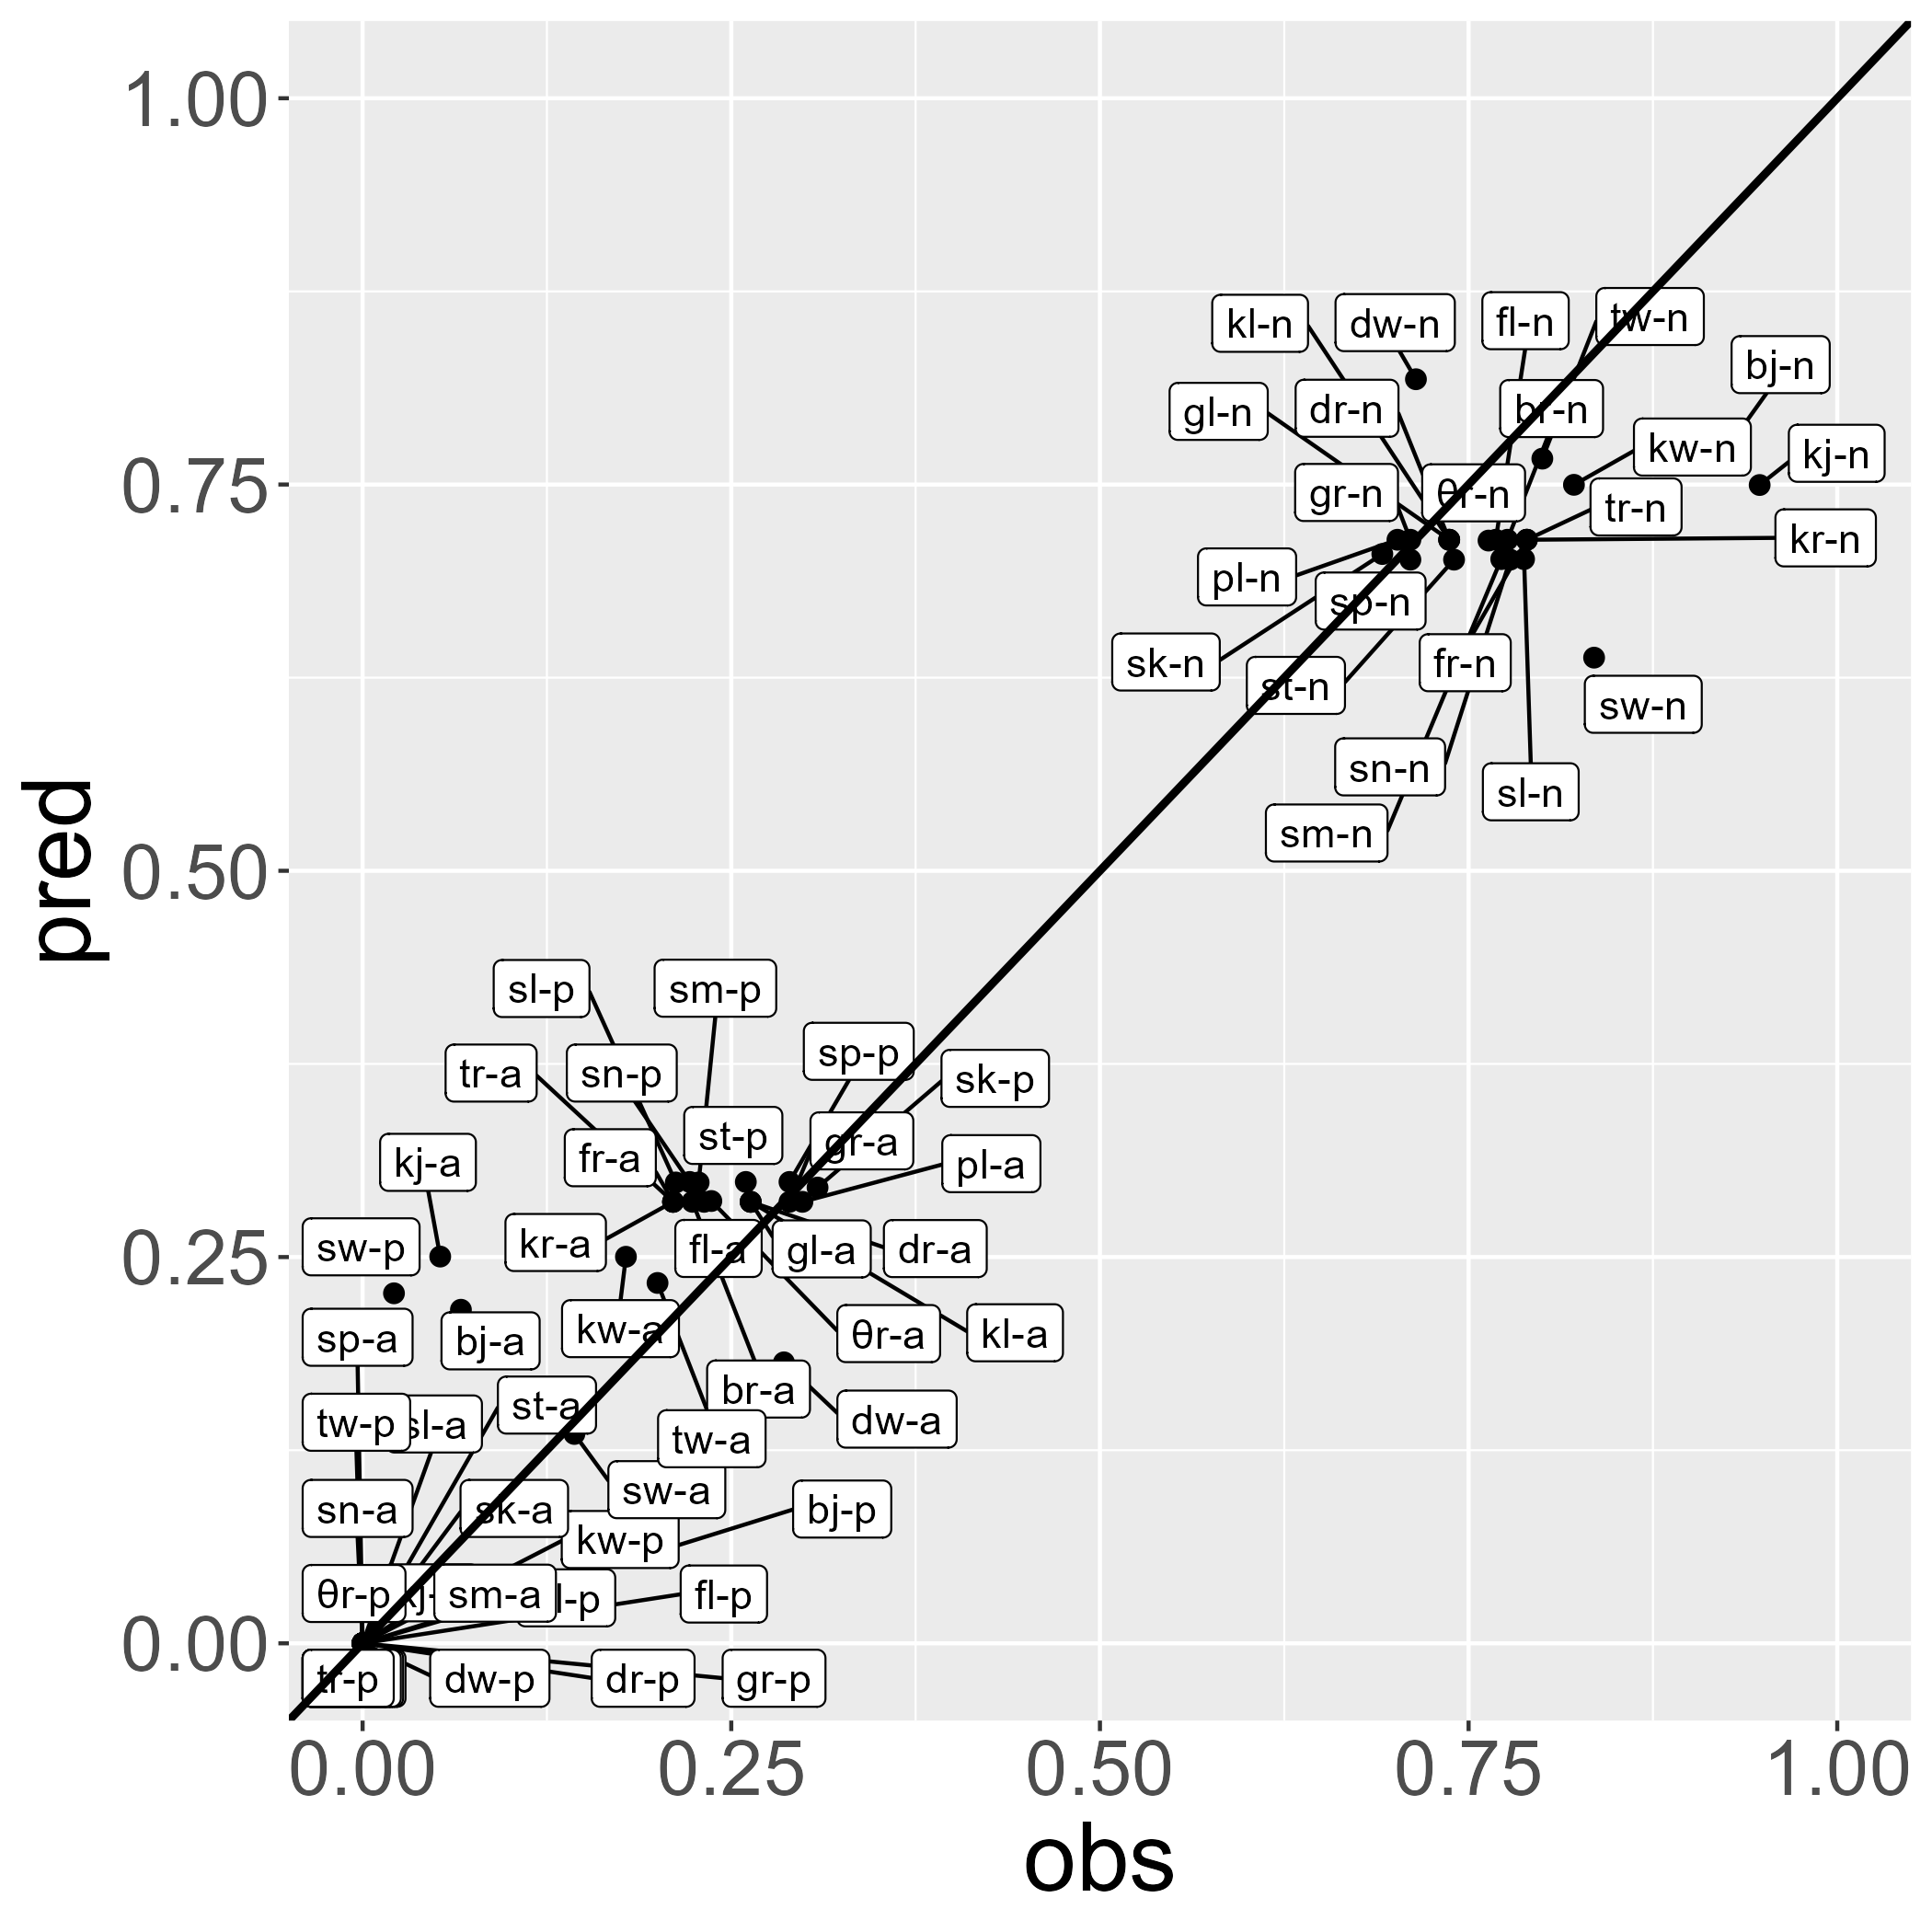 1.00
0.75
0.50
0.25
0.00
pred
tw-n
kl-n
dw-n
fl-n
bj-n
gl-n
dr-n
br-n
kw-n
kj-n
gr-n
θr-n
tr-n
kr-n
pl-n
sp-n
sk-n
st-n
fr-n
sw-n
sn-n
sl-n
sm-n
sl-p
sm-p
sp-p
tr-a
sn-p
sk-p
st-p
gr-a
kj-a
fr-a
pl-a
sw-p
kr-a
fl-a
gl-a
dr-a
sp-a
bj-a
kw-a
θr-a
kl-a
br-a
tw-p
sl-a
st-a
dw-a
tw-a
sw-a
sn-a
sk-a
bj-p
kw-p
θr-p
sm-a
fl-p
tr-p
dw-p
dr-p
gr-p
0.00
0.25
0.50
0.75
1.00
obs